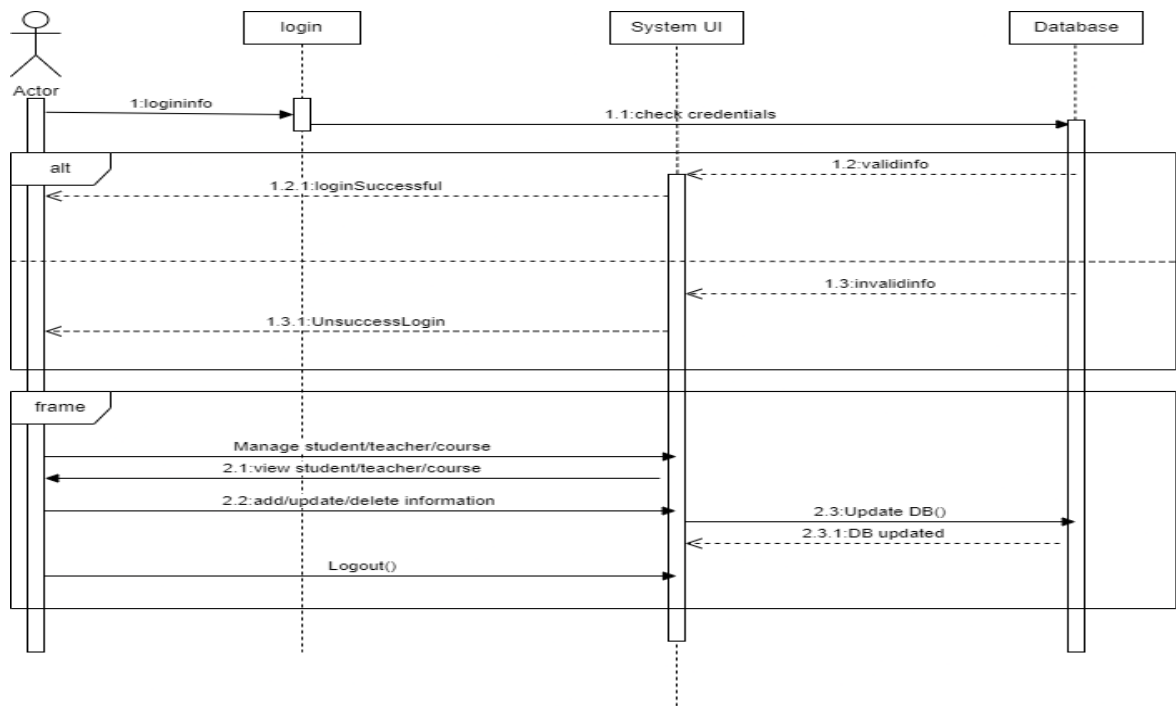 login
System UI
Database
Actor
1:logininfo
1.1:check credentials
alt
1.2:validinfo
1.2.1:loginSuccessful
1.3:invalidinfo
1.3.1:UnsuccessLogin
frame
Manage student/teacher/course
2.1:view student/teacher/course
2.2:add/update/delete information
2.3:Update DB()
2.3.1:DB updated
Logout()